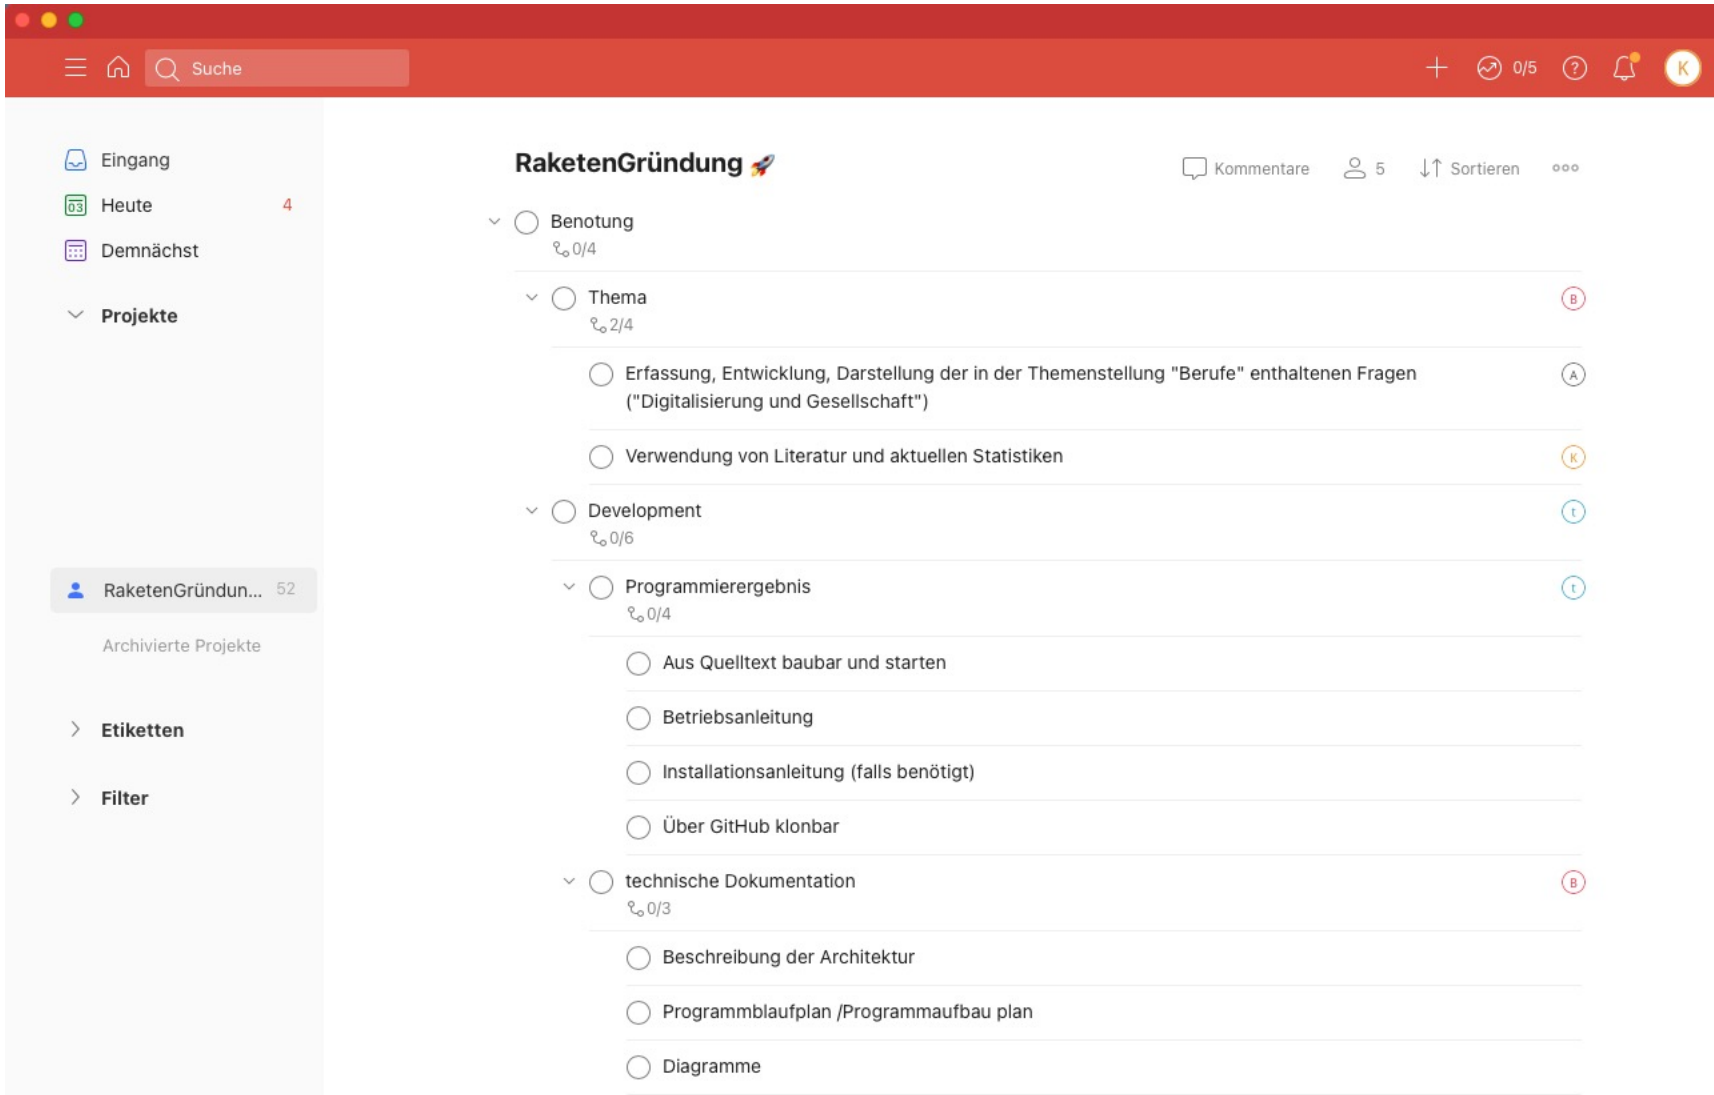 Suche
0/5
K
Eingang
03
Heute
4
Demnächst
Projekte
RaketenGründun... 52
Archivierte Projekte
Etiketten
Filter
RaketenGründung 🚀
Kommentare
5
Sortieren
Benotung
0/4
Thema
B
2/4
Erfassung, Entwicklung, Darstellung der in der Themenstellung "Berufe" enthaltenen Fragen
A
("Digitalisierung und Gesellschaft")
Verwendung von Literatur und aktuellen Statistiken
K
Development
t
0/6
Programmierergebnis
t
0/4
Aus Quelltext baubar und starten
Betriebsanleitung
Installationsanleitung (falls benötigt)
Über GitHub klonbar
technische Dokumentation
B
0/3
Beschreibung der Architektur
Programmblaufplan /Programmaufbau plan
Diagramme